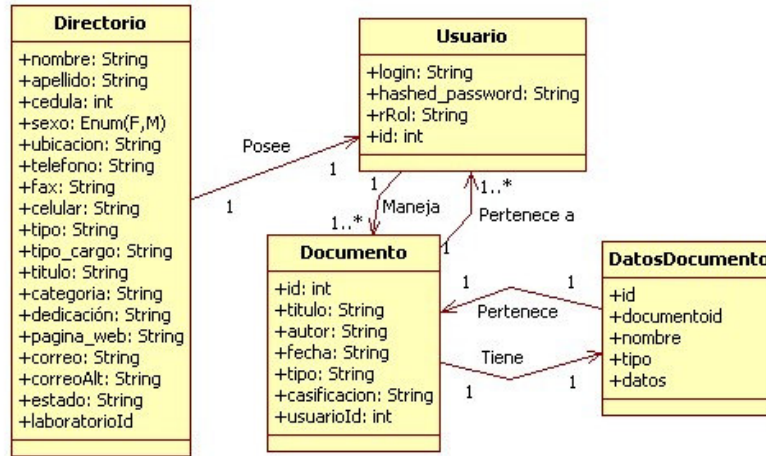 Directorio
+nombre: String
+apellido: String
+cedula: int
+sexo: Enum(F,M)
+ubicacion: String
+telefono: String
+fax: String
+celular: String
+tipo: String
+tipo_cargo: String
+titulo: String
+categoria: String
+dedicación: String
+pagina_web: String
+correo: String
+correoAlt: String
+estado: String
+laboratorioId
Posee
1
1
Usuario
+login: String
+hashed_password: String
+rRol: String
+id: int
1
Maneja
1..*
1..*
Pertenece a
1
Documento
+id: int
+titulo: String
+autor: String
+fecha: String
+tipo: String
+casificacion: String
+usuarioId: int
1
1
Pertenece
Tiene
1
1
DatosDocumento
+id
+documentoid
+nombre
+tipo
+datos